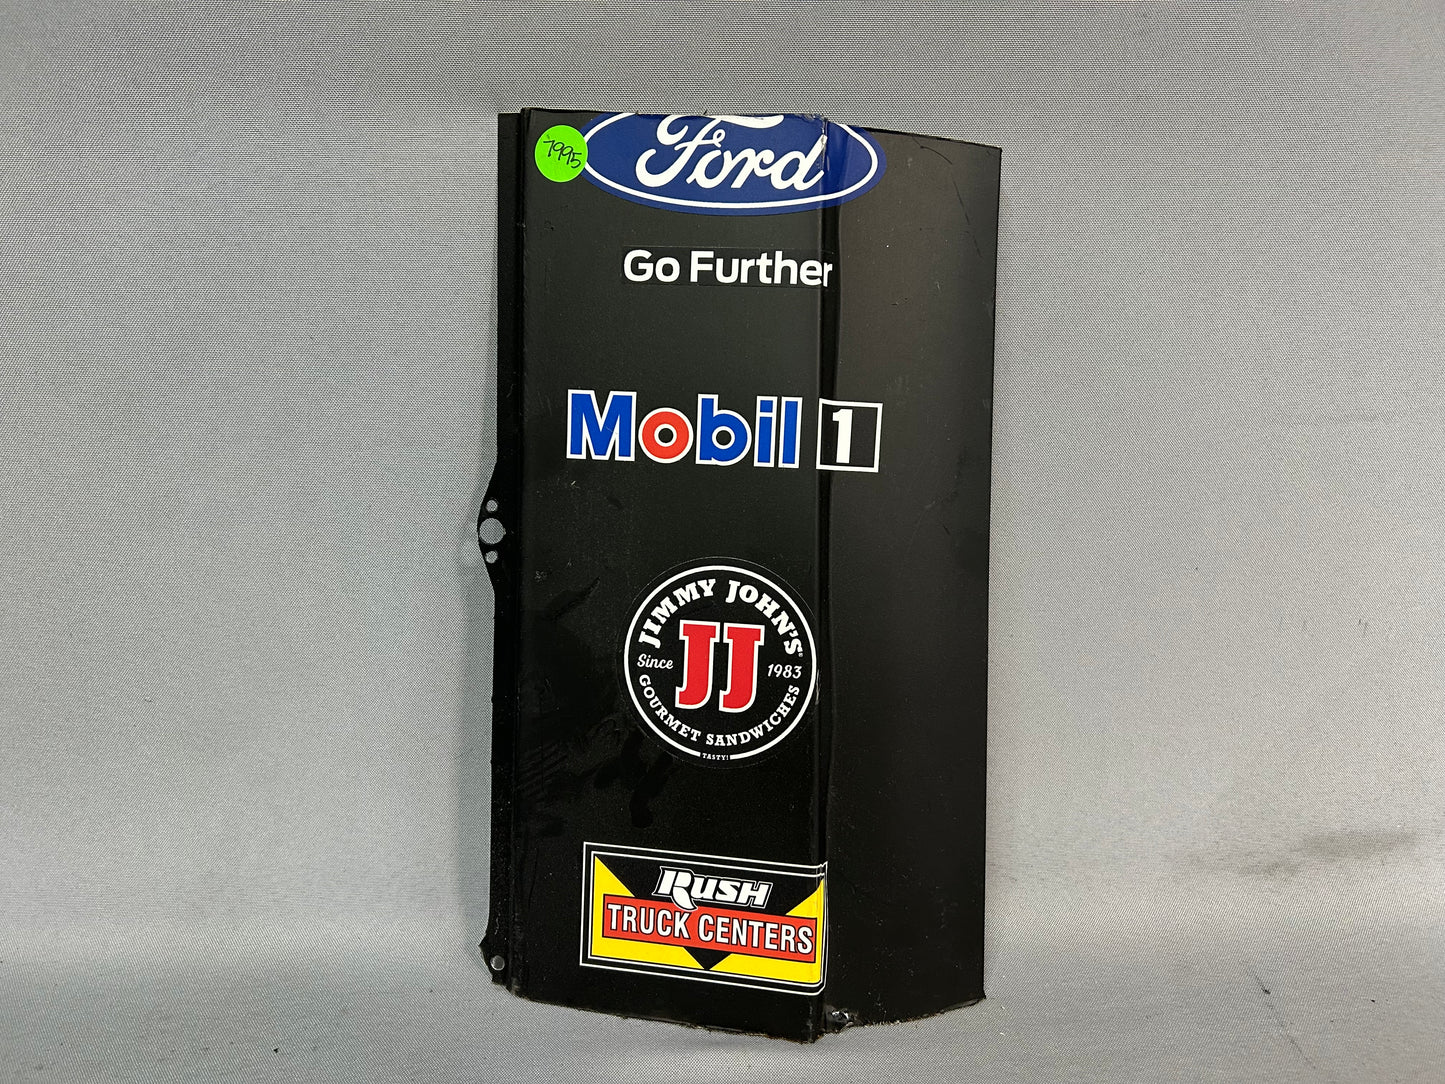 7995
Ford
Go Further
Mobil 1
JIMMY JOHN'S
Since JJ 1983
GOURMET SANDWICHES
TASTY!
RUSH
TRUCK CENTERS